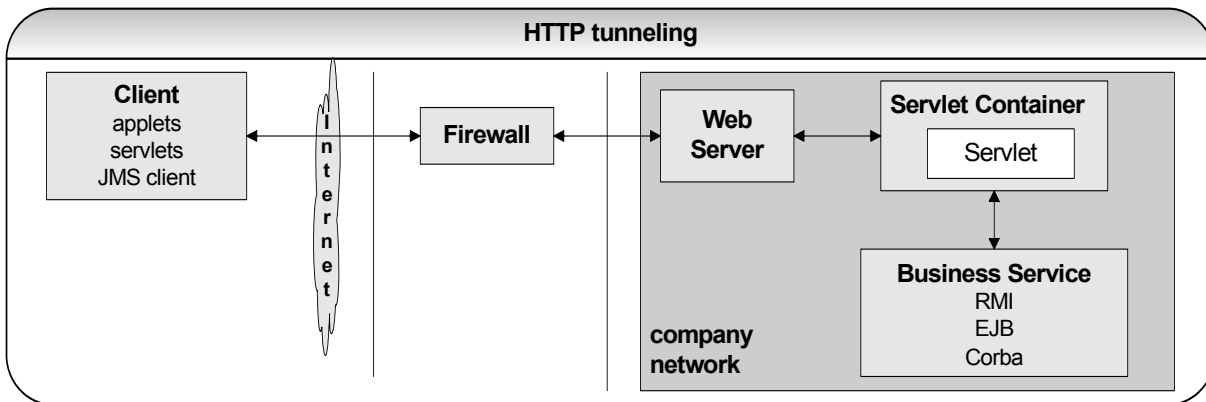 HTTP tunneling
Client
applets
servlets
JMS client
Internet
Firewall
Web
Server
Servlet Container
Servlet
Business Service
RMI
EJB
Corba
company
network